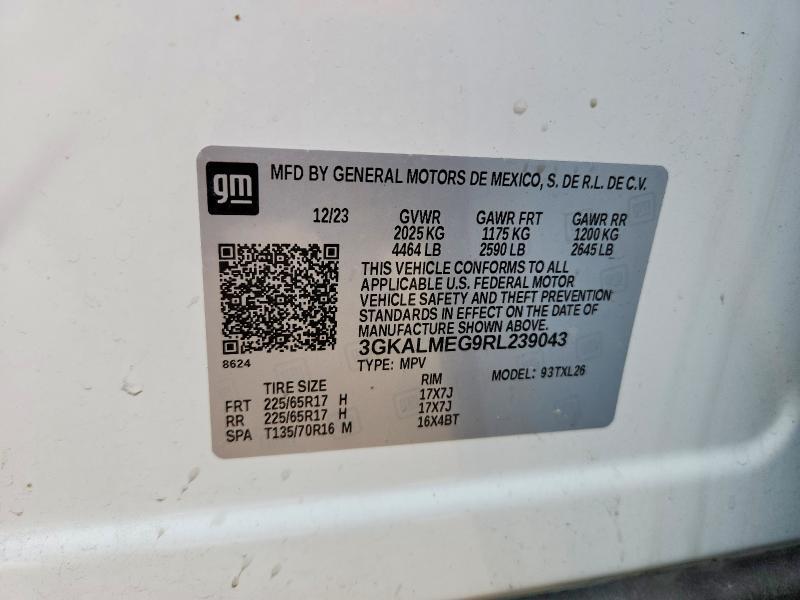 gm
MFD BY GENERAL MOTORS DE MEXICO, S. DE R.L. DE C.V.
12/23 GVWR GAWR FRT GAWR RR
2025 KG 1175 KG 1200 KG
4464 LB 2590 LB 2645 LB
THIS VEHICLE CONFORMS TO ALL
APPLICABLE U.S. FEDERAL MOTOR
VEHICLE SAFETY AND THEFT PREVENTION
STANDARDS IN EFFECT ON THE DATE OF
MANUFACTURE SHOWN ABOVE.
3GKALMEG9RL239043
8624 TYPE: MPV MODEL: 93TXL26
TIRE SIZE RIM
FRT 225/65R17 H 17X7J
RR 225/65R17 H 17X7J
SPA T135/70R16 M 16X4BT